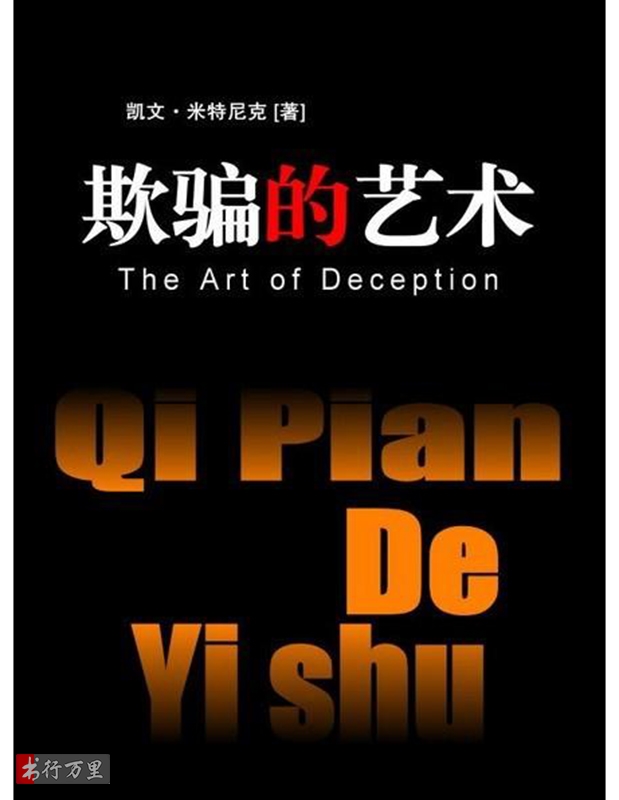 凯文·米特尼克 [著]
欺骗的艺术
The Art of Deception
Qi Pian
De
Yi shu
书行万里